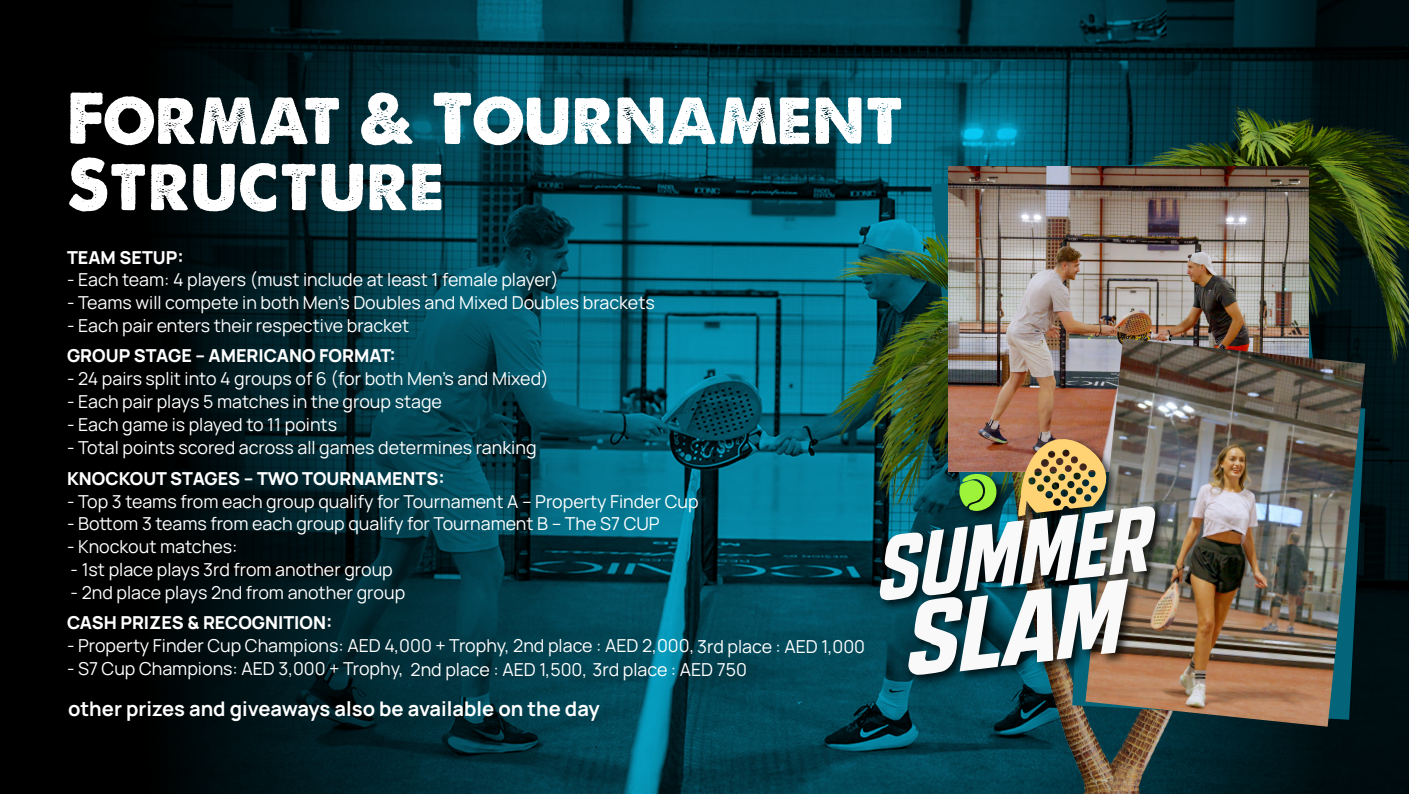 FORMAT & TOURNAMENT
STRUCTURE
TEAM SETUP:
- Each team: 4 players (must include at least 1 female player)
- Teams will compete in both Men's Doubles and Mixed Doubles brackets
- Each pair enters their respective bracket
GROUP STAGE – AMERICANO FORMAT:
- 24 pairs split into 4 groups of 6 (for both Men's and Mixed)
- Each pair plays 5 matches in the group stage
- Each game is played to 11 points
- Total points scored across all games determines ranking
KNOCKOUT STAGES – TWO TOURNAMENTS:
- Top 3 teams from each group qualify for Tournament A – Property Finder Cup
- Bottom 3 teams from each group qualify for Tournament B – The S7 CUP
- Knockout matches:
- 1st place plays 3rd from another group
- 2nd place plays 2nd from another group
CASH PRIZES & RECOGNITION:
- Property Finder Cup Champions: AED 4,000 + Trophy, 2nd place : AED 2,000, 3rd place : AED 1,000
- S7 Cup Champions: AED 3,000 + Trophy, 2nd place : AED 1,500, 3rd place : AED 750
other prizes and giveaways also be available on the day
SUMMER
SLAM
ICONIC
ICONIC
ICONIC